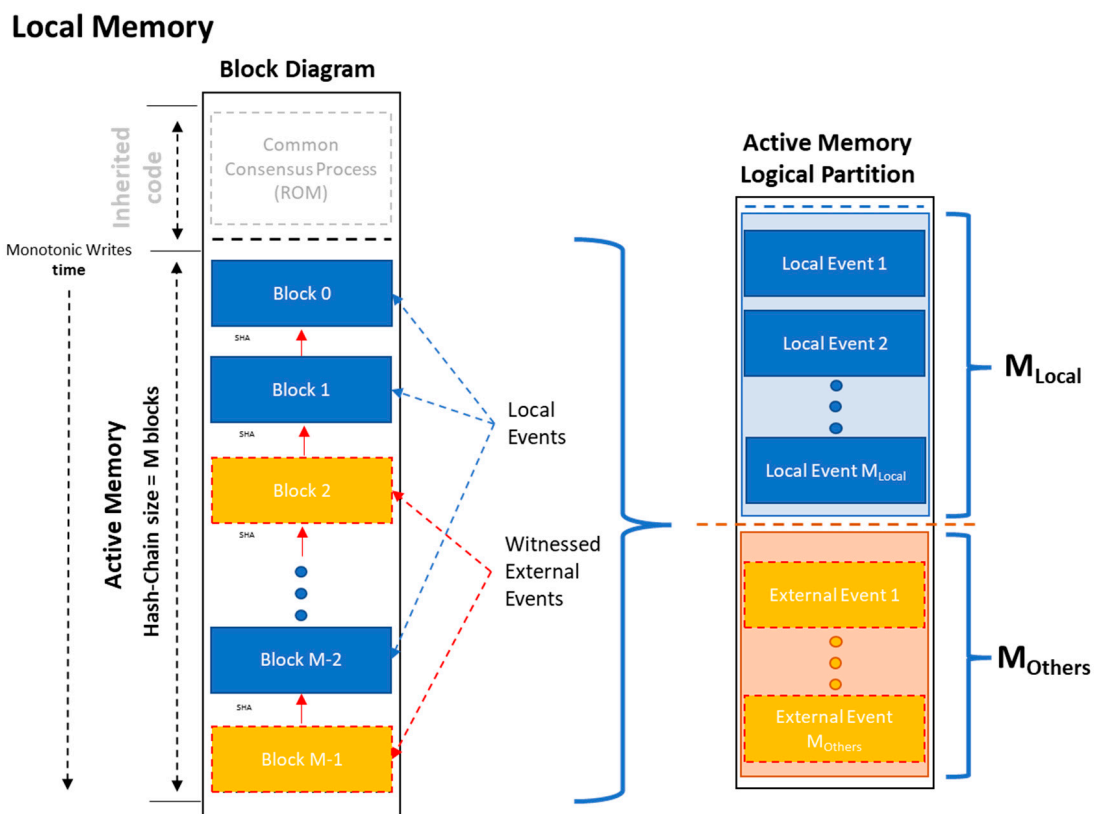 Local Memory
Block Diagram
Inherited
code
Common
Consensus Process
(ROM)
Monotonic Writes
time
Active Memory
Hash-Chain size = M blocks
Block 0
SHA
Block 1
SHA
Block 2
SHA
Block M-2
SHA
Block M-1
Local
Events
Witnessed
External
Events
Active Memory
Logical Partition
Local Event 1
Local Event 2
Local Event MLocal
MLocal
External Event 1
External Event
MOthers
MOthers